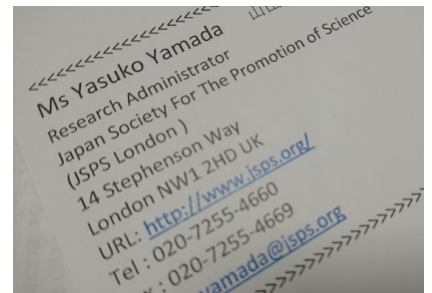 <<<<<<<<<<<<<<<<<<<<<<<
Ms Yasuko Yamada
Research Administrator
Japan Society For The Promotion of Science
(JSPS London )
14 Stephenson Way
London NW1 2HD UK
URL: http://www.jsps.org/
Tel : 020-7255-4660
: 020-7255-4669
yamada@jsps.org
>>>>>>>>>>>>>>>>>>>>>>>